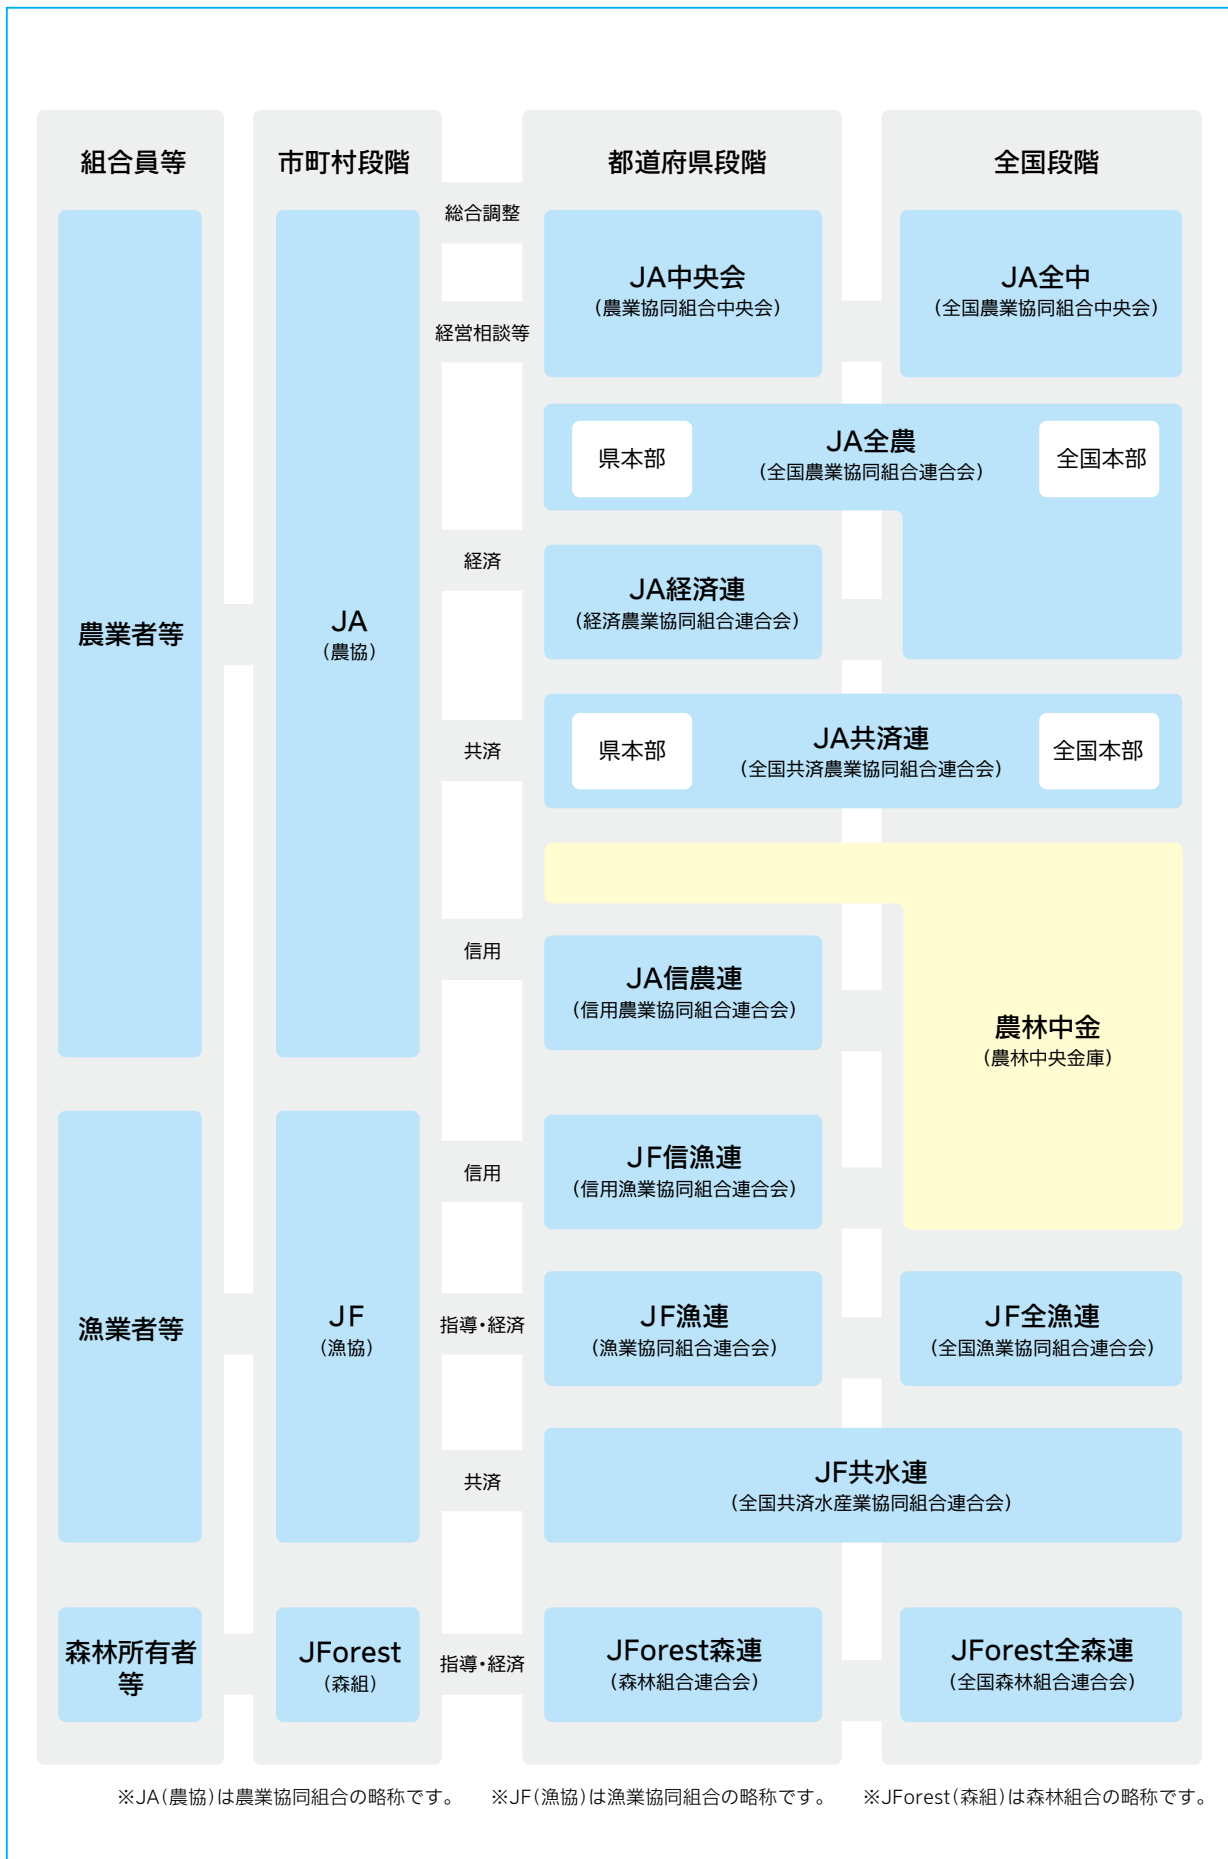 組合員等
市町村段階
都道府県段階
全国段階
総合調整
経営相談等
JA中央会
(農業協同組合中央会)
JA全中
(全国農業協同組合中央会)
県本部
JA全農
(全国農業協同組合連合会)
全国本部
経済
JA経済連
(経済農業協同組合連合会)
農業者等
JA
(農協)
共済
県本部
JA共済連
(全国共済農業協同組合連合会)
全国本部
信用
JA信農連
(信用農業協同組合連合会)
農林中金
(農林中央金庫)
信用
JF信漁連
(信用漁業協同組合連合会)
漁業者等
JF
(漁協)
指導・経済
JF漁連
(漁業協同組合連合会)
JF全漁連
(全国漁業協同組合連合会)
共済
JF共水連
(全国共済水産業協同組合連合会)
森林所有者
等
JForest
(森組)
指導・経済
JForest森連
(森林組合連合会)
JForest全森連
(全国森林組合連合会)
※JA(農協)は農業協同組合の略称です。
※JF(漁協)は漁業協同組合の略称です。
※JForest(森組)は森林組合の略称です。